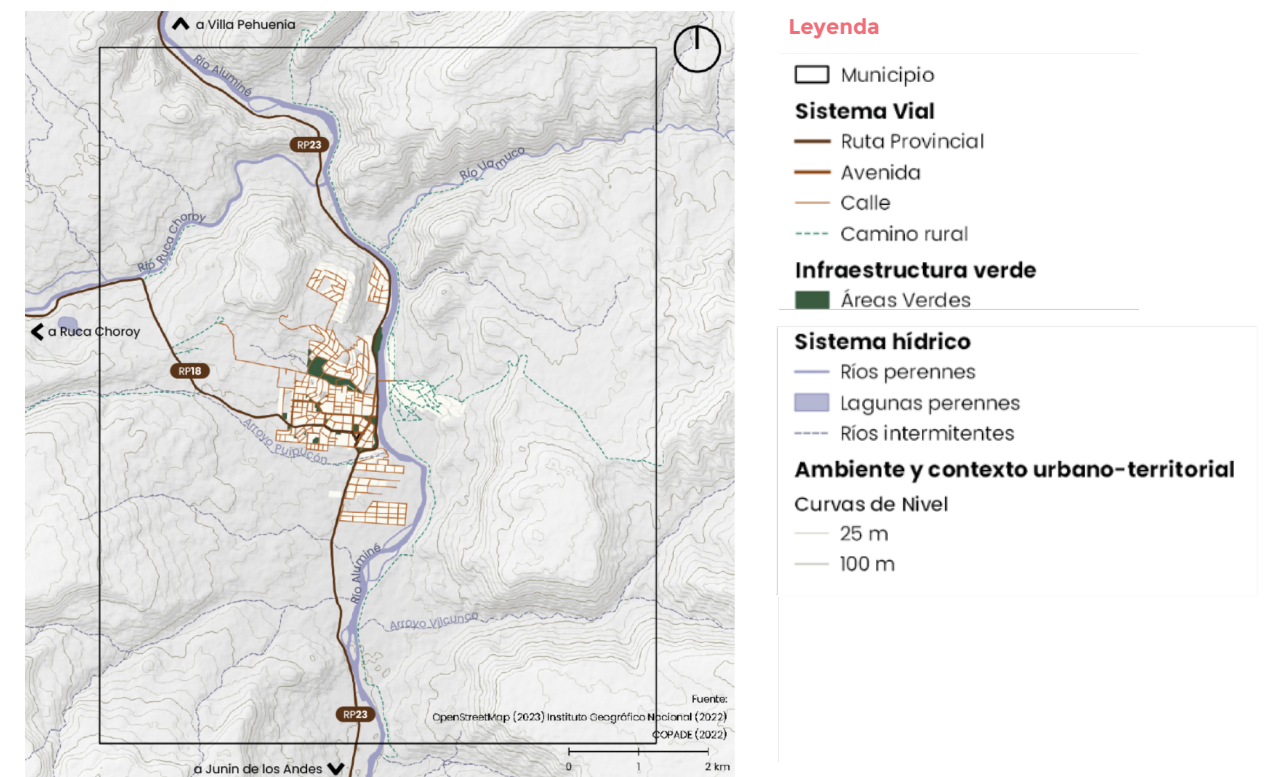 a Villa Pehuenia
Río Aluminé
RP23
Río Uamuco
Río Ruca Choroy
a Ruca Choroy
RP18
Arroyo Pulpucón
Río Aluminé
Arroyo Vilcunco
RP23
a Junín de los Andes
Fuente:
OpenStreetMap (2023) Instituto Geográfico Nacional (2022)
COPADE (2022)
0 1 2 km
Leyenda
Municipio
Sistema Vial
Ruta Provincial
Avenida
Calle
Camino rural
Infraestructura verde
Áreas Verdes
Sistema hídrico
Ríos perennes
Lagunas perennes
Ríos intermitentes
Ambiente y contexto urbano-territorial
Curvas de Nivel
25 m
100 m